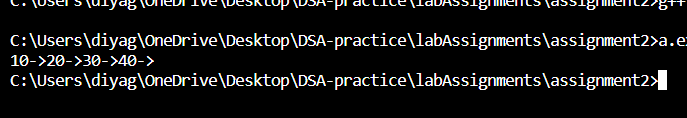 C:\Users\diyag\OneDrive\Desktop\DSA-practice\labAssignments\assignment2>g++
C:\Users\diyag\OneDrive\Desktop\DSA-practice\labAssignments\assignment2>a.ex
10->20->30->40->
C:\Users\diyag\OneDrive\Desktop\DSA-practice\labAssignments\assignment2>